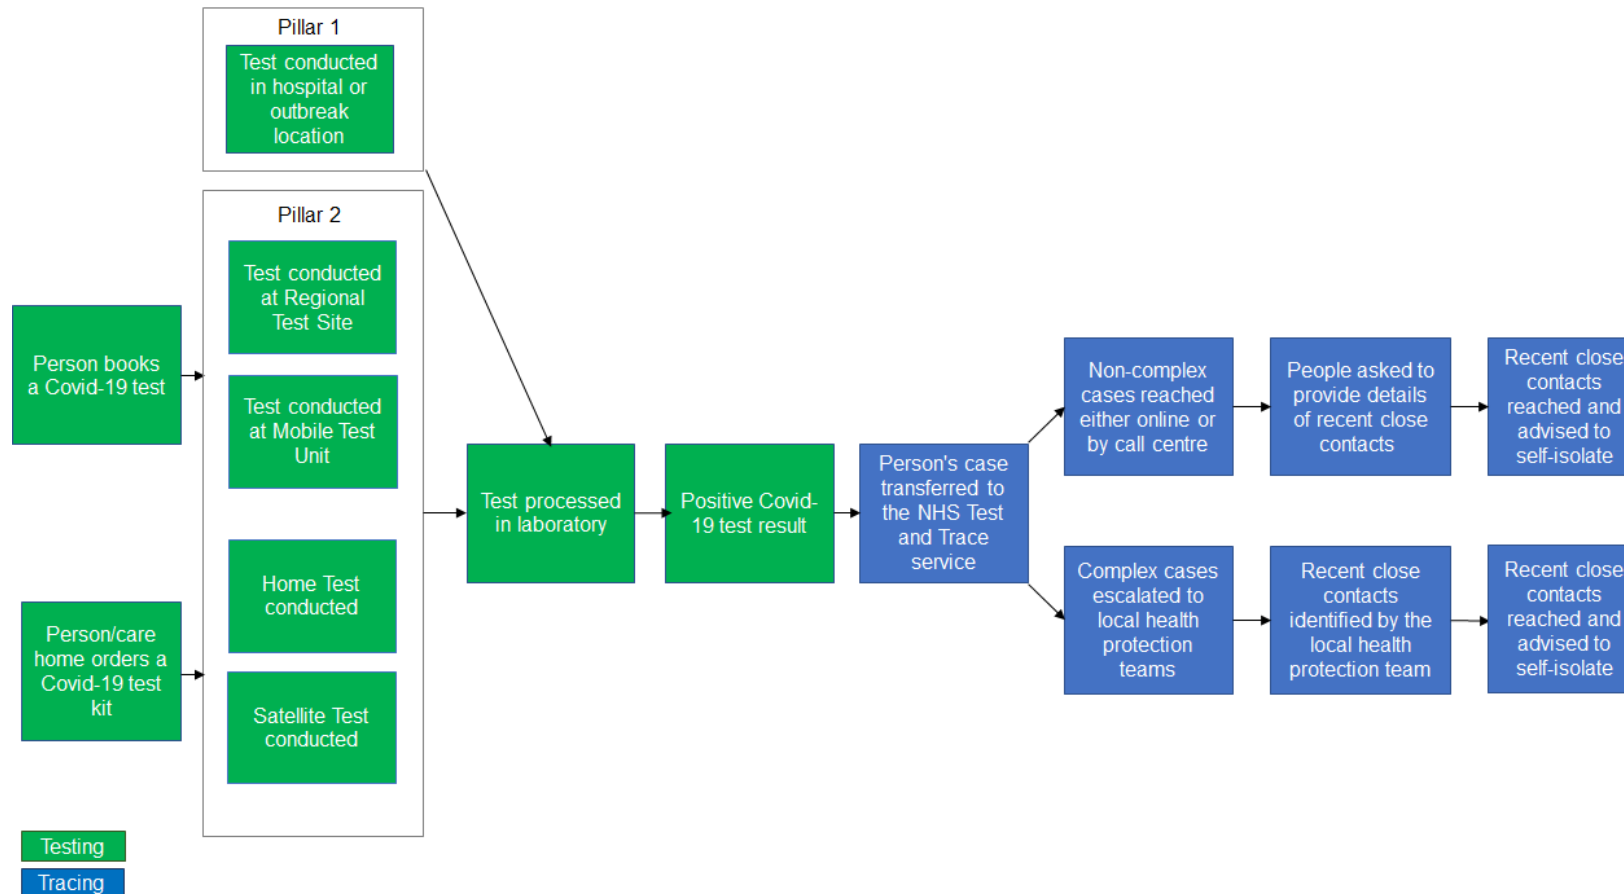 Pillar 1
Test conducted
in hospital or
outbreak
location
Pillar 2
Test conducted
at Regional
Test Site
Person books
a Covid-19 test
Test conducted
at Mobile Test
Unit
Home Test
conducted
Person/care
home orders a
Covid-19 test
kit
Satellite Test
conducted
Test processed
in laboratory
Positive Covid-
19 test result
Person's case
transferred to
the NHS Test
and Trace
service
Non-complex
cases reached
either online or
by call centre
People asked to
provide details
of recent close
contacts
Recent close
contacts
reached and
advised to
self-isolate
Complex cases
escalated to
local health
protection
teams
Recent close
contacts
identified by the
local health
protection team
Recent close
contacts
reached and
advised to
self-isolate
Testing
Tracing